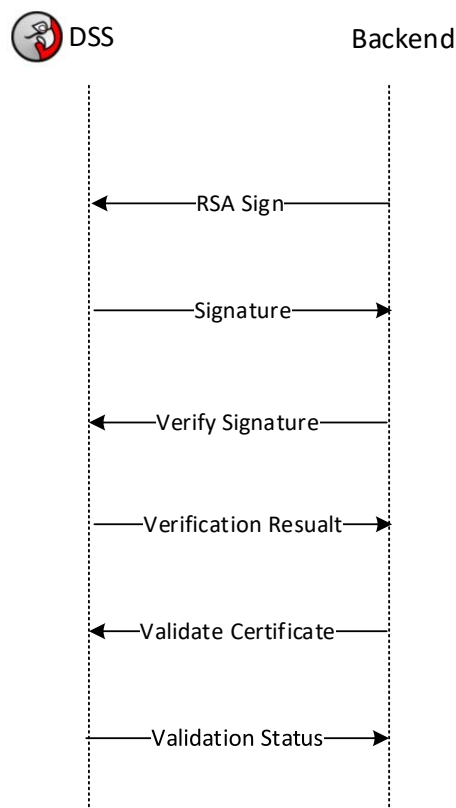 DSS
Backend
RSA Sign
Signature
Verify Signature
Verification Resualt
Validate Certificate
Validation Status